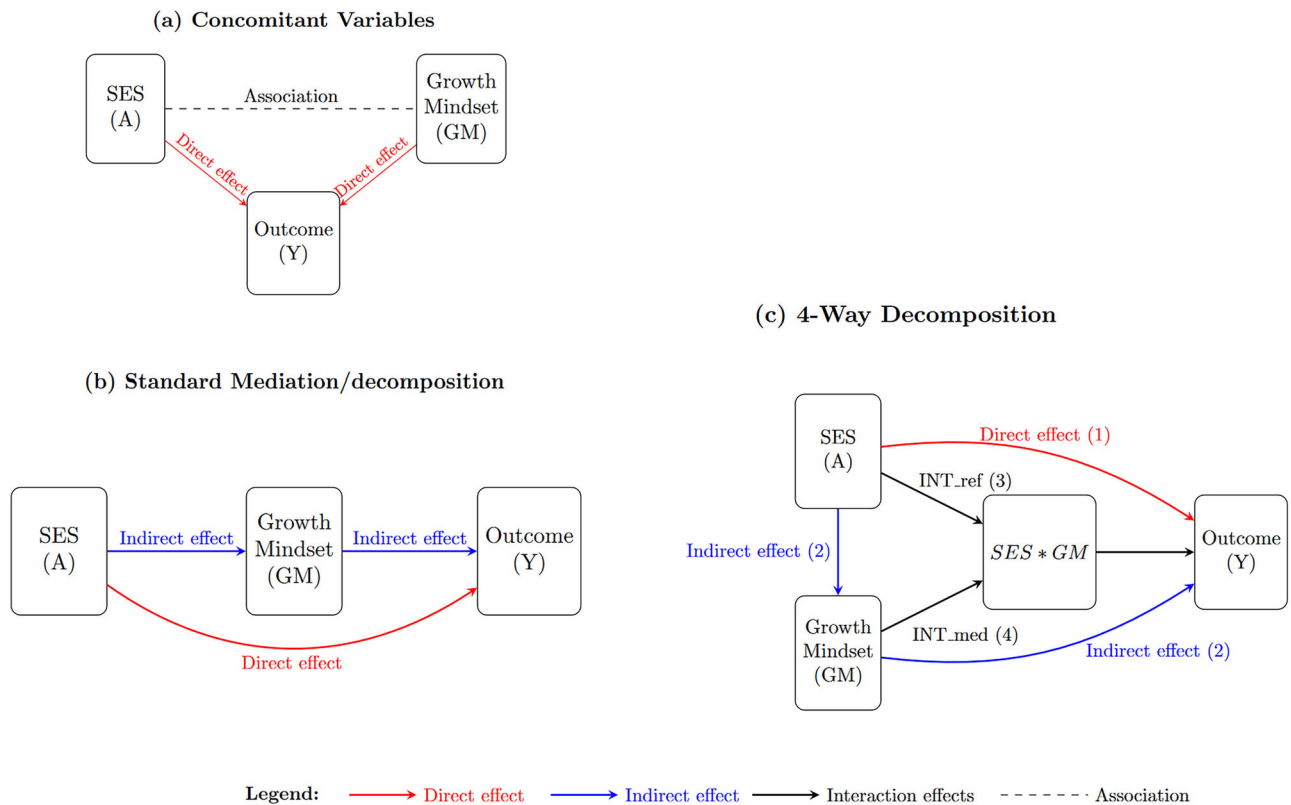 (a) Concomitant Variables
SES
(A)
Association
Growth
Mindset
(GM)
Direct effect
Direct effect
Outcome
(Y)
(b) Standard Mediation/decomposition
SES
(A)
Indirect effect
Growth
Mindset
(GM)
Indirect effect
Outcome
(Y)
Direct effect
(c) 4-Way Decomposition
SES
(A)
Direct effect (1)
INT_ref (3)
Indirect effect (2)
SES * GM
Outcome
(Y)
Growth
Mindset
(GM)
INT_med (4)
Indirect effect (2)
Legend:
Direct effect
Indirect effect
Interaction effects
Association